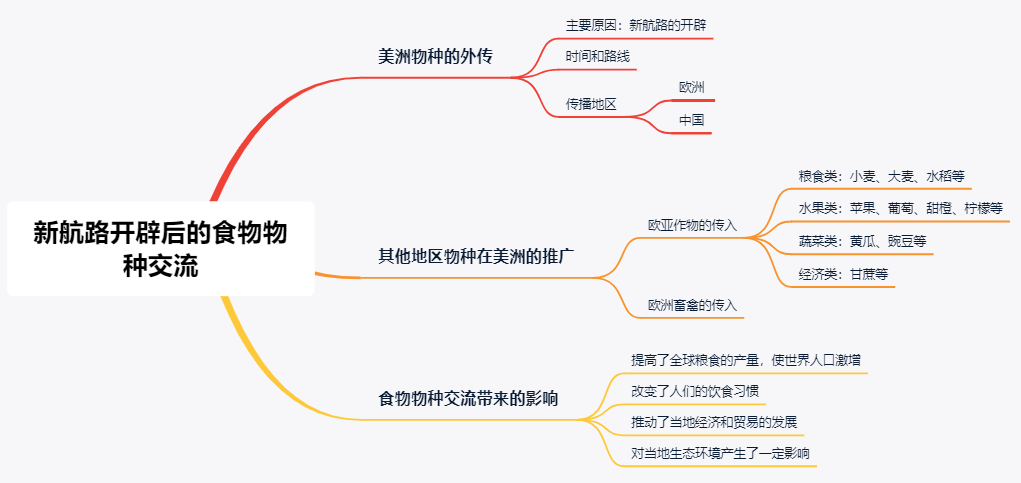 新航路开辟后的食物物
种交流
美洲物种的外传
主要原因：新航路的开辟
时间和路线
传播地区
欧洲
中国
其他地区物种在美洲的推广
欧亚作物的传入
粮食类：小麦、大麦、水稻等
水果类：苹果、葡萄、甜橙、柠檬等
蔬菜类：黄瓜、豌豆等
经济类：甘蔗等
欧洲畜禽的传入
食物物种交流带来的影响
提高了全球粮食的产量，使世界人口激增
改变了人们的饮食习惯
推动了当地经济和贸易的发展
对当地生态环境产生了一定影响